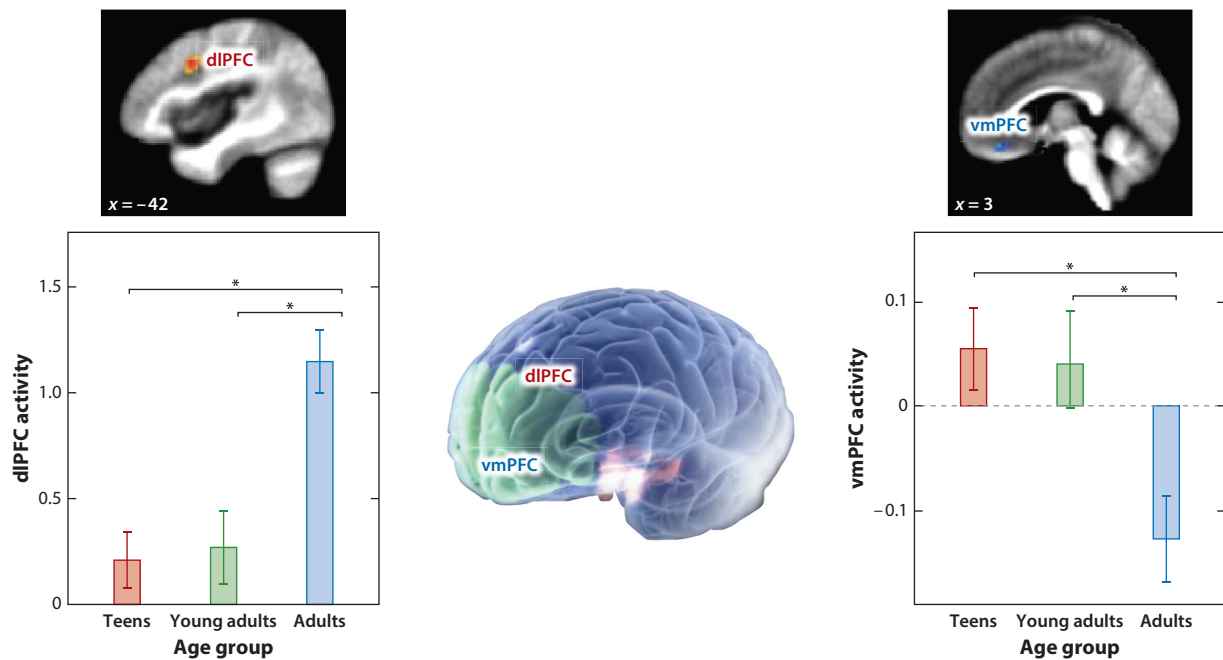 dlPFC
x = –42
dlPFC activity
1.5
1.0
0.5
0
*
*
Teens
Young adults
Adults
Age group
dlPFC
vmPFC
vmPFC
x = 3
vmPFC activity
0.1
0
–0.1
*
*
Teens
Young adults
Adults
Age group